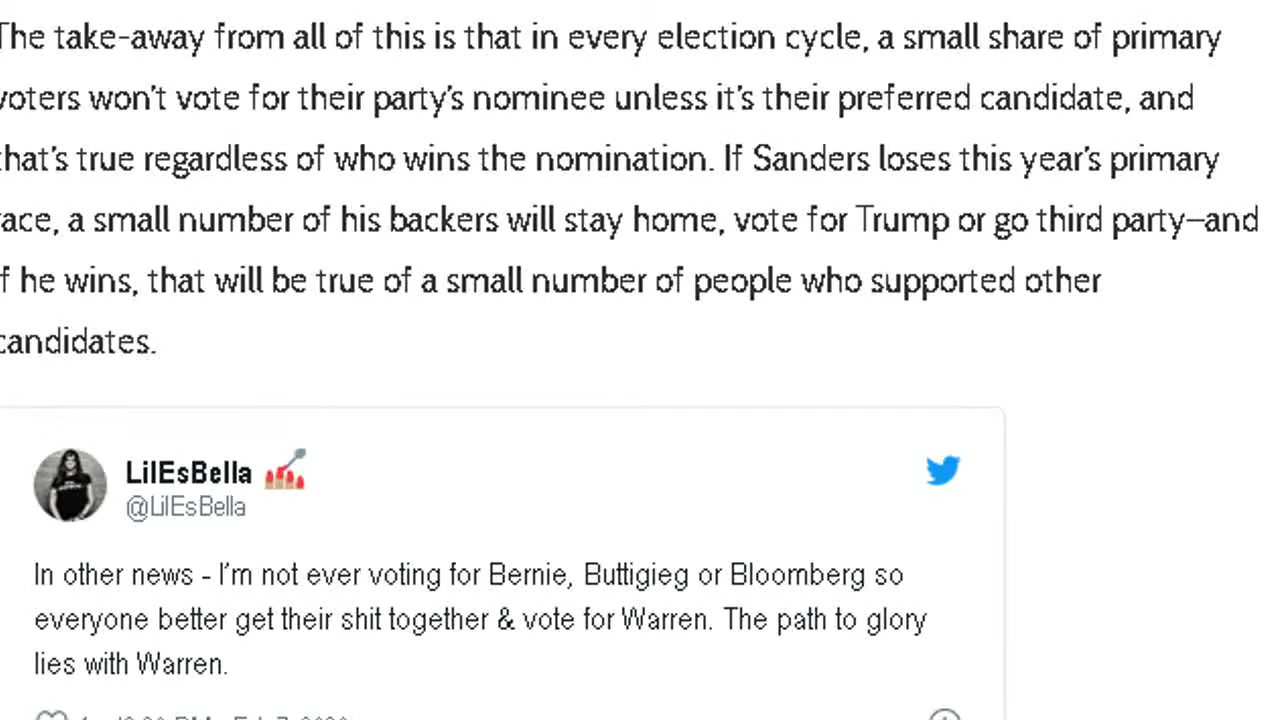 The take-away from all of this is that in every election cycle, a small share of primary
voters won't vote for their party's nominee unless it's their preferred candidate, and
that's true regardless of who wins the nomination. If Sanders loses this year's primary
race, a small number of his backers will stay home, vote for Trump or go third party—and
if he wins, that will be true of a small number of people who supported other
candidates.
LilEsBella
@LilEsBella
In other news - I'm not ever voting for Bernie, Buttigieg or Bloomberg so
everyone better get their shit together & vote for Warren. The path to glory
lies with Warren.